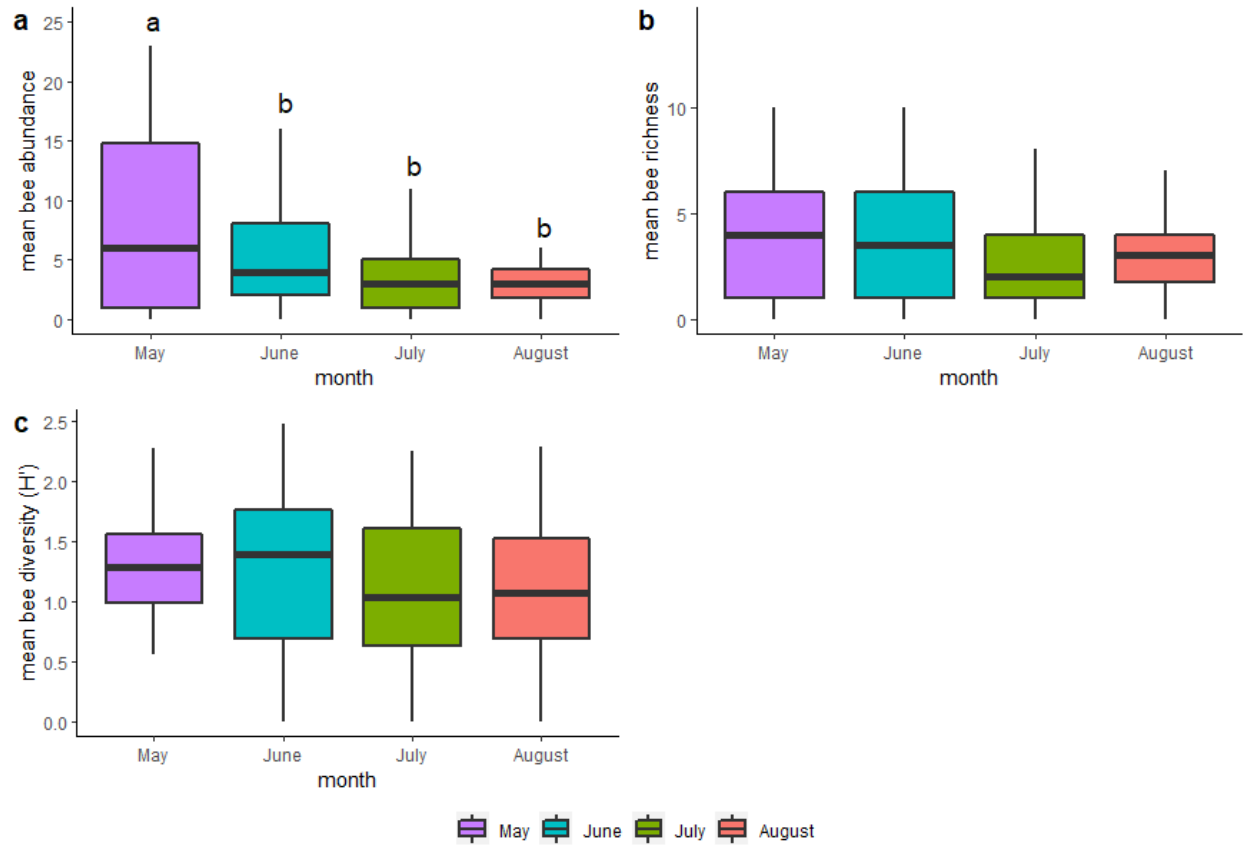 a
mean bee abundance
25
20
15
10
5
0
a
b
b
b
May June July August
month
b
mean bee richness
10
5
0
May June July August
month
c
mean bee diversity (H')
2.5
2.0
1.5
1.0
0.5
0.0
May June July August
month
May June July August